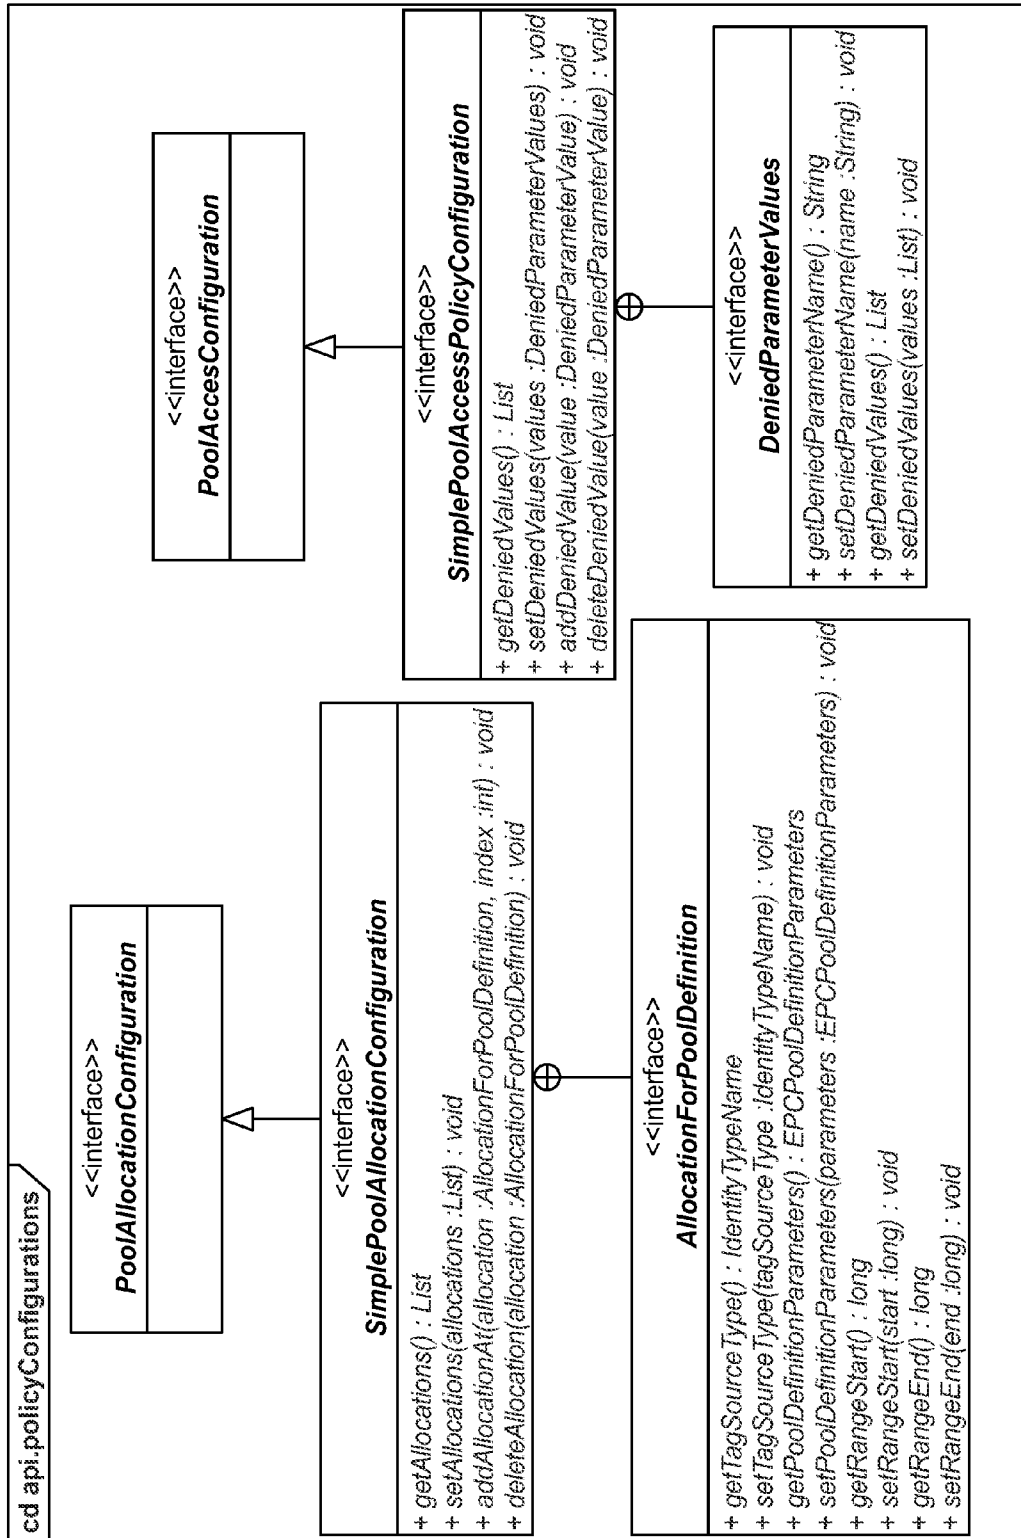 cd api.policyConfigurations
<<interface>>
PoolAllocationConfiguration
<<interface>>
SimplePoolAllocationConfiguration
+ getAllocations() : List
+ setAllocations(allocations :List) : void
+ addAllocationAt(allocation :AllocationForPoolDefinition, index :int) : void
+ deleteAllocation(allocation :AllocationForPoolDefinition) : void
<<interface>>
AllocationForPoolDefinition
+ getTagSourceType() : IdentityTypeName
+ setTagSourceType(tagSourceType :IdentityTypeName) : void
+ getPoolDefinitionParameters() : EPCPoolDefinitionParameters
+ setPoolDefinitionParameters(parameters :EPCPoolDefinitionParameters) : void
+ getRangeStart() : long
+ setRangeStart(start :long) : void
+ getRangeEnd() : long
+ setRangeEnd(end :long) : void
<<interface>>
PoolAccesConfiguration
<<interface>>
SimplePoolAccessPolicyConfiguration
+ getDeniedValues() : List
+ setDeniedValues(values :DeniedParameterValues) : void
+ addDeniedValue(value :DeniedParameterValue) : void
+ deleteDeniedValue(value :DeniedParameterValue) : void
<<interface>>
DeniedParameterValues
+ getDeniedParameterName() : String
+ setDeniedParameterName(name :String) : void
+ getDeniedValues() : List
+ setDeniedValues(values :List) : void